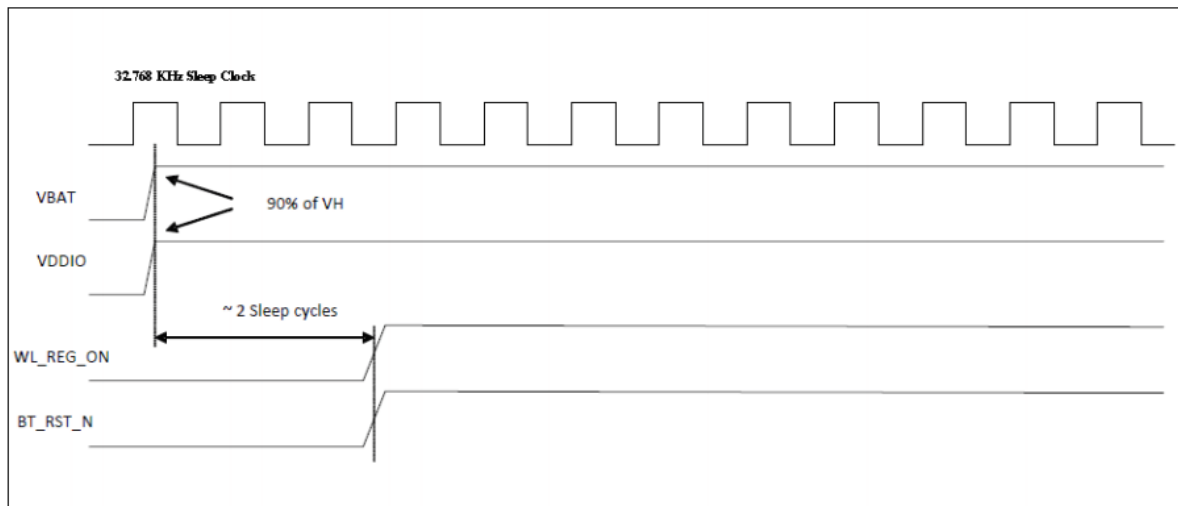 32.768 KHz Sleep Clock
VBAT
90% of VH
VDDIO
~ 2 Sleep cycles
WL_REG_ON
BT_RST_N